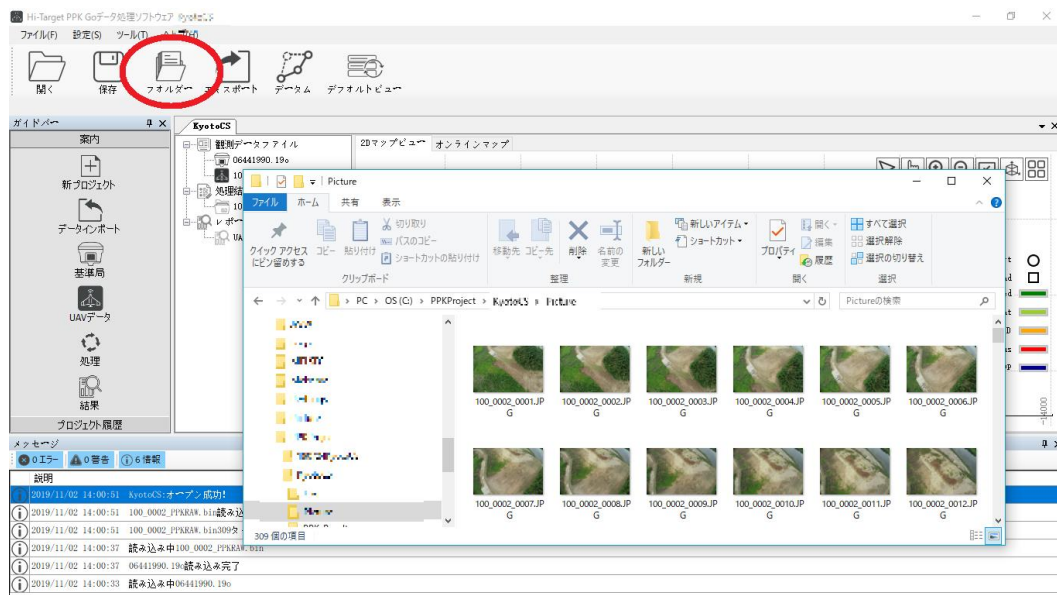 Hi-Target PPK Goデータ処理ソフトウェア
ファイル(F) 設定(S) ツール(T)
開く 保存 フォルダー データム デフォルトビュー
ガイドバー
案内
新プロジェクト
データインポート
基準局
UAVデータ
処理
結果
プロジェクト履歴
KyotoCS
観測データファイル
06441990.19o
2Dマップビュー オンラインマップ
Picture
ファイル ホーム 共有 表示
クイック アクセスにピン留めする
コピー
貼り付け
切り取り
パスのコピー
ショートカットの貼り付け
クリップボード
移動先 コピー先 削除 名前の変更
整理
新しいフォルダー
新しいアイテム
ショートカット
新規
プロパティ
開く
編集
履歴
開く
すべて選択
選択解除
選択の切り替え
選択
PC > OS (C:) > PPKProject > KyotoCS > Picture
Pictureの検索
100_0002_0001.JPG
100_0002_0002.JPG
100_0002_0003.JPG
100_0002_0004.JPG
100_0002_0005.JPG
100_0002_0006.JPG
100_0002_0007.JPG
100_0002_0008.JPG
100_0002_0009.JPG
100_0002_0010.JPG
100_0002_0011.JPG
100_0002_0012.JPG
309 個の項目
-14000
メッセージ
0 エラー 0 警告 6 情報
説明
2019/11/02 14:00:51 KyotoCS:オープン成功!
2019/11/02 14:00:51 100_0002_PPKRAW.bin読み込
2019/11/02 14:00:51 100_0002_PPKRAW.bin309タ
2019/11/02 14:00:37 読み込み中100_0002_PPKRAW.bin
2019/11/02 14:00:37 06441990.19o読み込み完了
2019/11/02 14:00:33 読み込み中06441990.19o